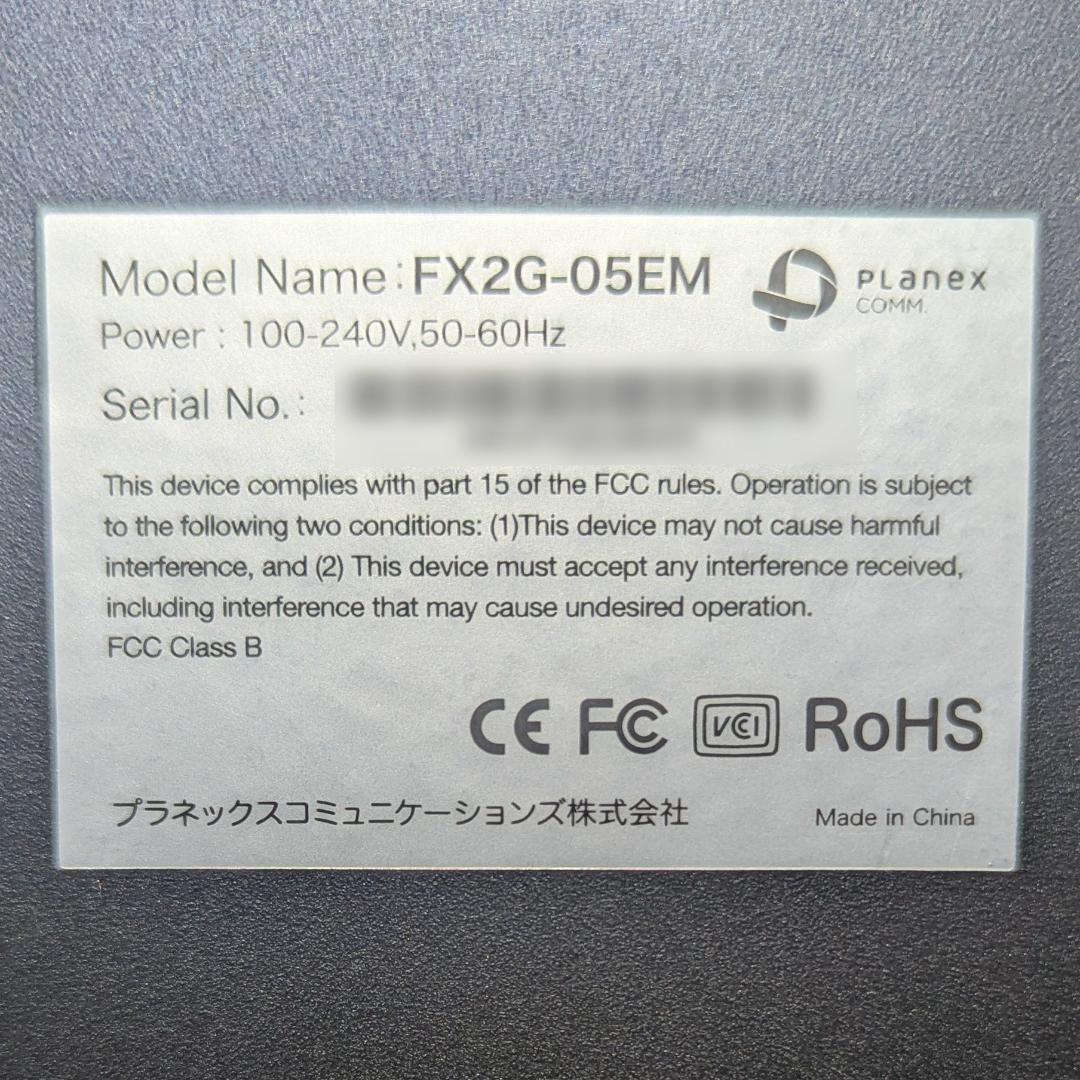 Model Name:FX2G-05EM
PLanex
COMM.
Power : 100-240V,50-60Hz
Serial No.:
This device complies with part 15 of the FCC rules. Operation is subject
to the following two conditions: (1)This device may not cause harmful
interference, and (2) This device must accept any interference received,
including interference that may cause undesired operation.
FCC Class B
CE FC VCI RoHS
プラネックスコミュニケーションズ株式会社
Made in China